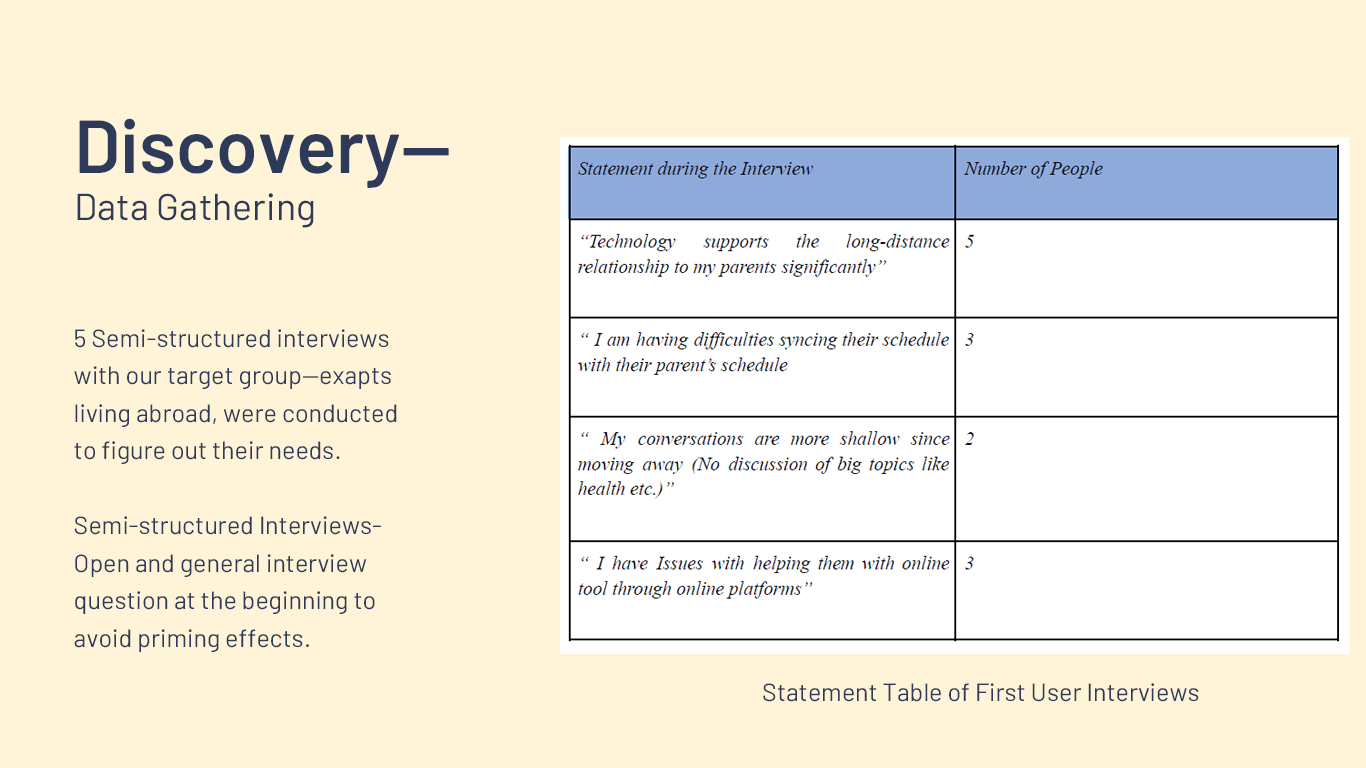 Discovery—
Data Gathering
5 Semi-structured interviews
with our target group—exapts
living abroad, were conducted
to figure out their needs.
Semi-structured Interviews-
Open and general interview
question at the beginning to
avoid priming effects.
Statement during the Interview
Number of People
“Technology supports the long-distance
relationship to my parents significantly”
5
“ I am having difficulties syncing their schedule
with their parent’s schedule
3
“ My conversations are more shallow since
moving away (No discussion of big topics like
health etc.)”
2
“ I have Issues with helping them with online
tool through online platforms”
3
Statement Table of First User Interviews